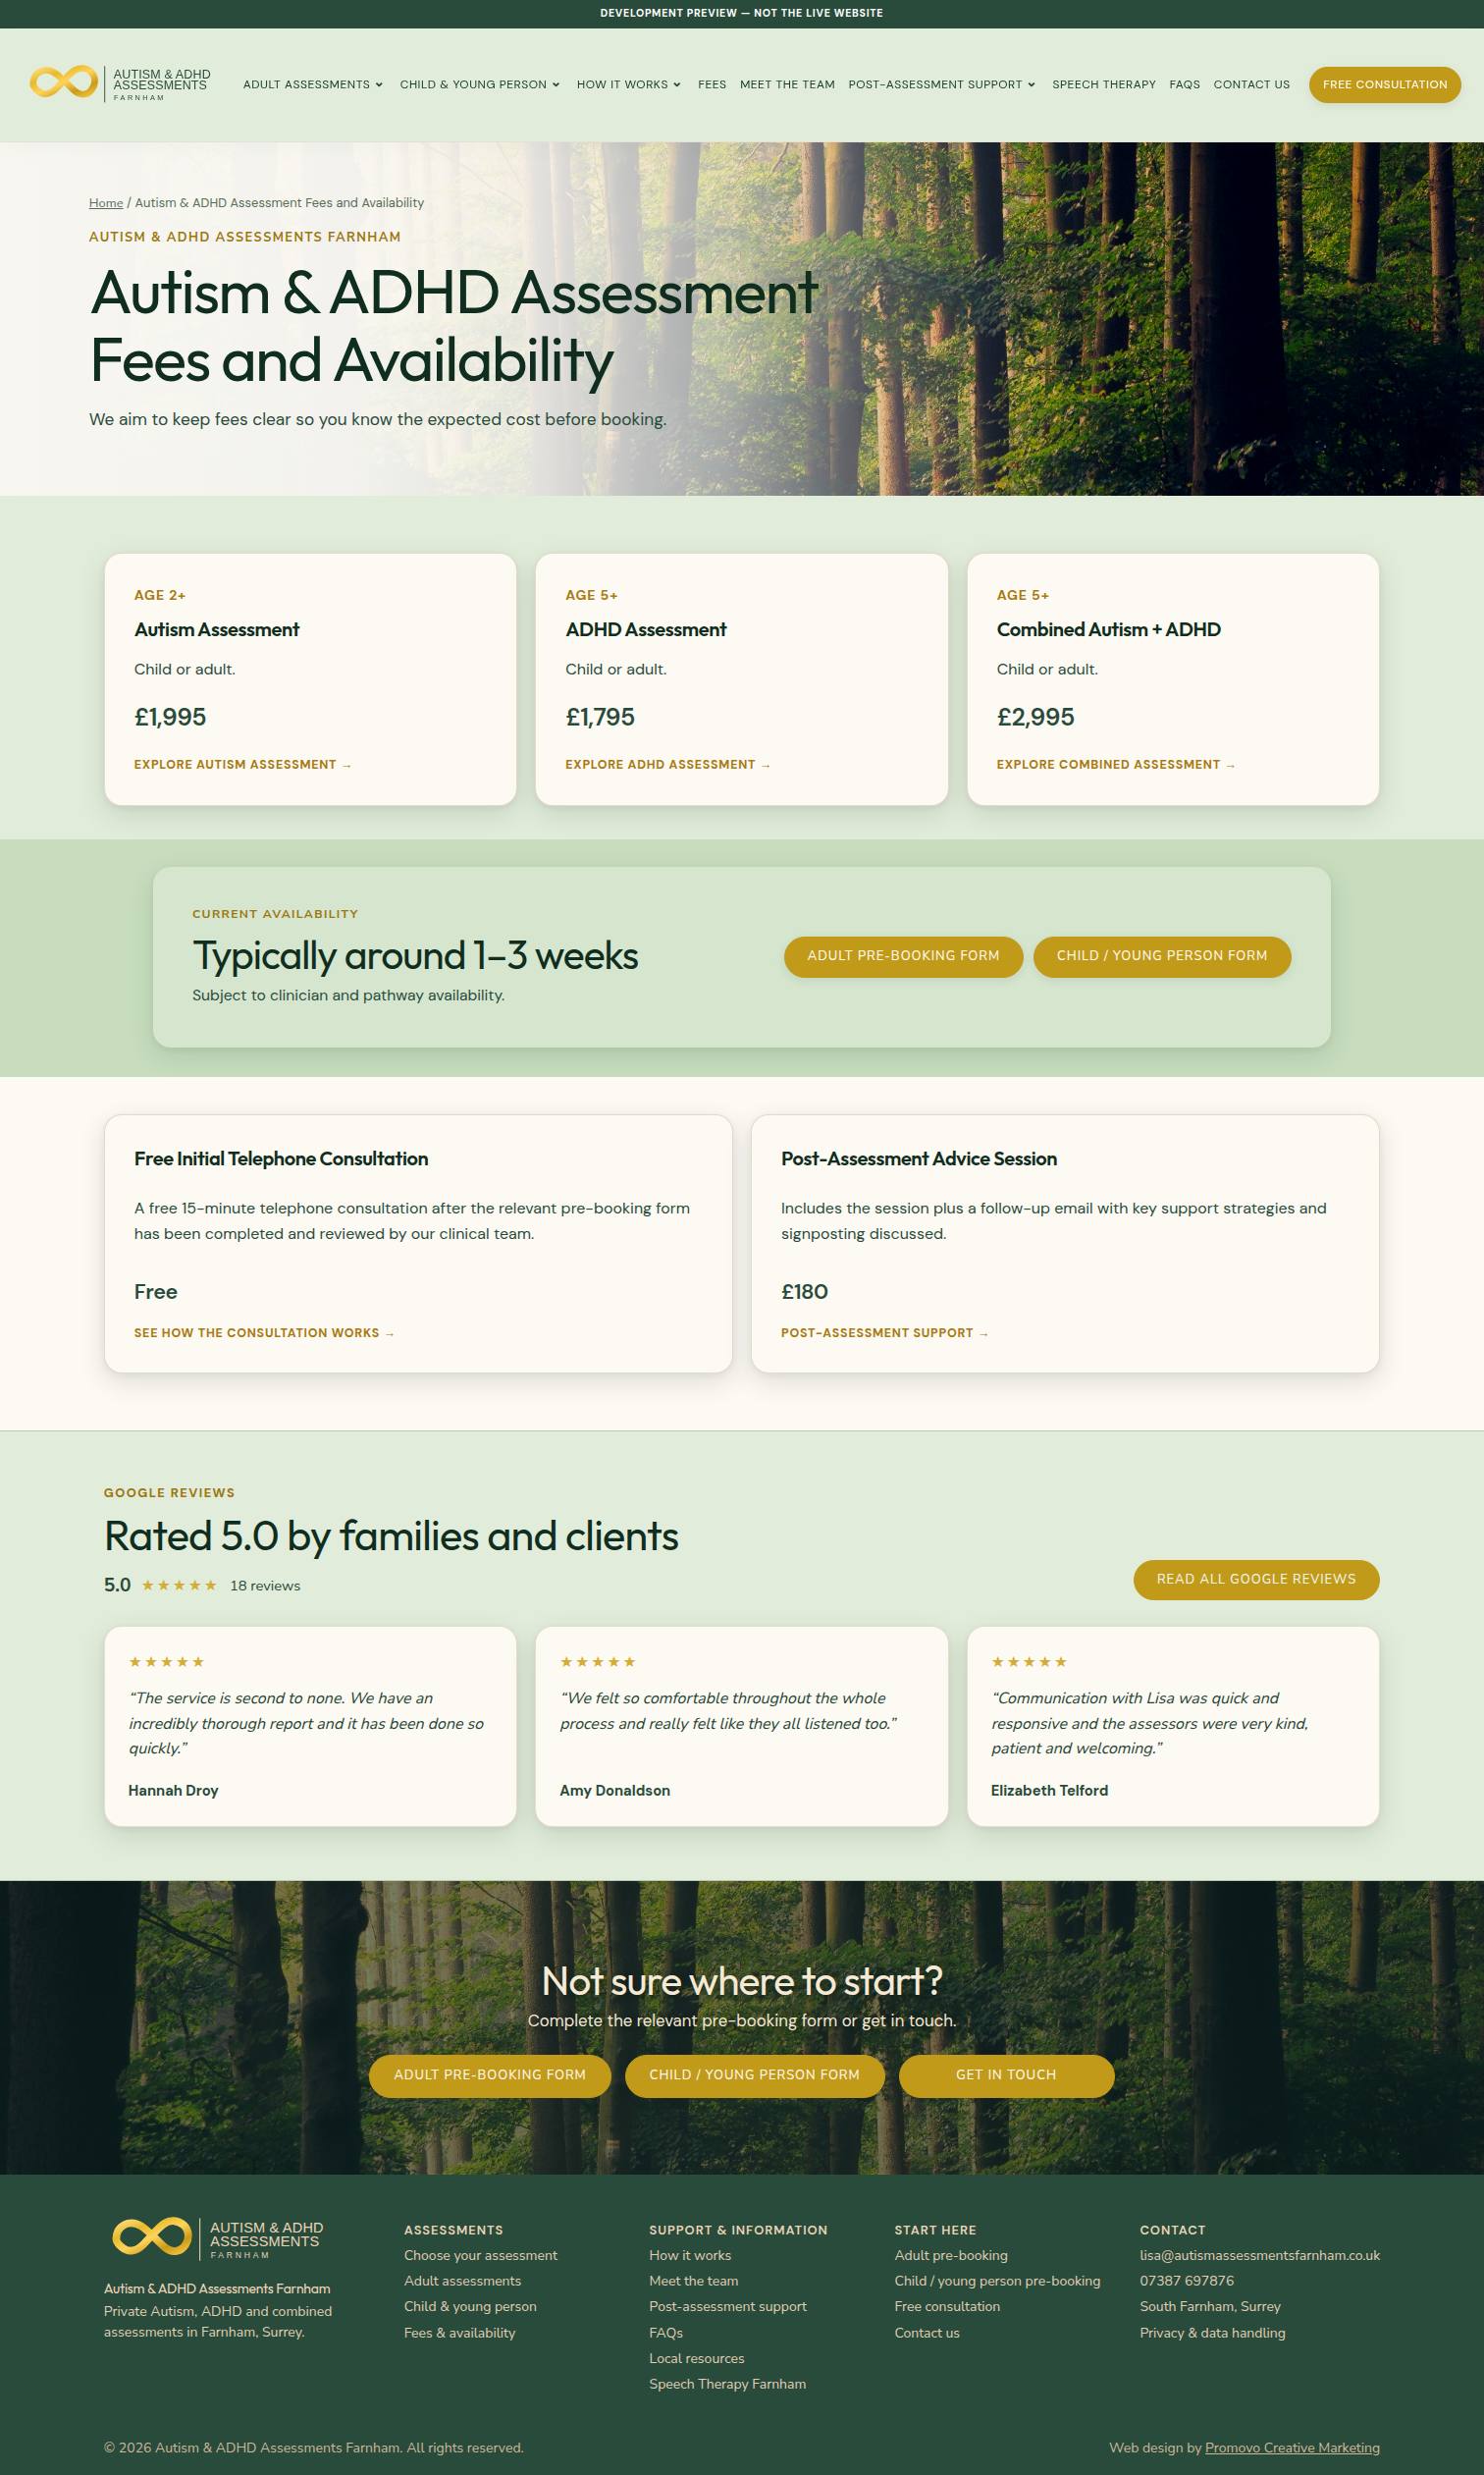 DEVELOPMENT PREVIEW — NOT THE LIVE WEBSITE
AUTISM & ADHD
ASSESSMENTS
FARNHAM
ADULT ASSESSMENTS CHILD & YOUNG PERSON HOW IT WORKS FEES MEET THE TEAM POST-ASSESSMENT SUPPORT SPEECH THERAPY FAQS CONTACT US FREE CONSULTATION
Home / Autism & ADHD Assessment Fees and Availability
AUTISM & ADHD ASSESSMENTS FARNHAM
Autism & ADHD Assessment
Fees and Availability
We aim to keep fees clear so you know the expected cost before booking.
AGE 2+
Autism Assessment
Child or adult.
£1,995
EXPLORE AUTISM ASSESSMENT →
AGE 5+
ADHD Assessment
Child or adult.
£1,795
EXPLORE ADHD ASSESSMENT →
AGE 5+
Combined Autism + ADHD
Child or adult.
£2,995
EXPLORE COMBINED ASSESSMENT →
CURRENT AVAILABILITY
Typically around 1–3 weeks
Subject to clinician and pathway availability.
ADULT PRE-BOOKING FORM
CHILD / YOUNG PERSON FORM
Free Initial Telephone Consultation
A free 15-minute telephone consultation after the relevant pre-booking form
has been completed and reviewed by our clinical team.
Free
SEE HOW THE CONSULTATION WORKS →
Post-Assessment Advice Session
Includes the session plus a follow-up email with key support strategies and
signposting discussed.
£180
POST-ASSESSMENT SUPPORT →
GOOGLE REVIEWS
Rated 5.0 by families and clients
5.0 ★★★★★ 18 reviews
READ ALL GOOGLE REVIEWS
★★★★★
“The service is second to none. We have an
incredibly thorough report and it has been done so
quickly.”
Hannah Droy
★★★★★
“We felt so comfortable throughout the whole
process and really felt like they all listened too.”
Amy Donaldson
★★★★★
“Communication with Lisa was quick and
responsive and the assessors were very kind,
patient and welcoming.”
Elizabeth Telford
Not sure where to start?
Complete the relevant pre-booking form or get in touch.
ADULT PRE-BOOKING FORM
CHILD / YOUNG PERSON FORM
GET IN TOUCH
AUTISM & ADHD
ASSESSMENTS
FARNHAM
Autism & ADHD Assessments Farnham
Private Autism, ADHD and combined
assessments in Farnham, Surrey.
ASSESSMENTS
Choose your assessment
Adult assessments
Child & young person
Fees & availability
SUPPORT & INFORMATION
How it works
Meet the team
Post-assessment support
FAQs
Local resources
Speech Therapy Farnham
START HERE
Adult pre-booking
Child / young person pre-booking
Free consultation
Contact us
CONTACT
lisa@autismassessmentsfarnham.co.uk
07387 697876
South Farnham, Surrey
Privacy & data handling
© 2026 Autism & ADHD Assessments Farnham. All rights reserved.
Web design by Promovo Creative Marketing